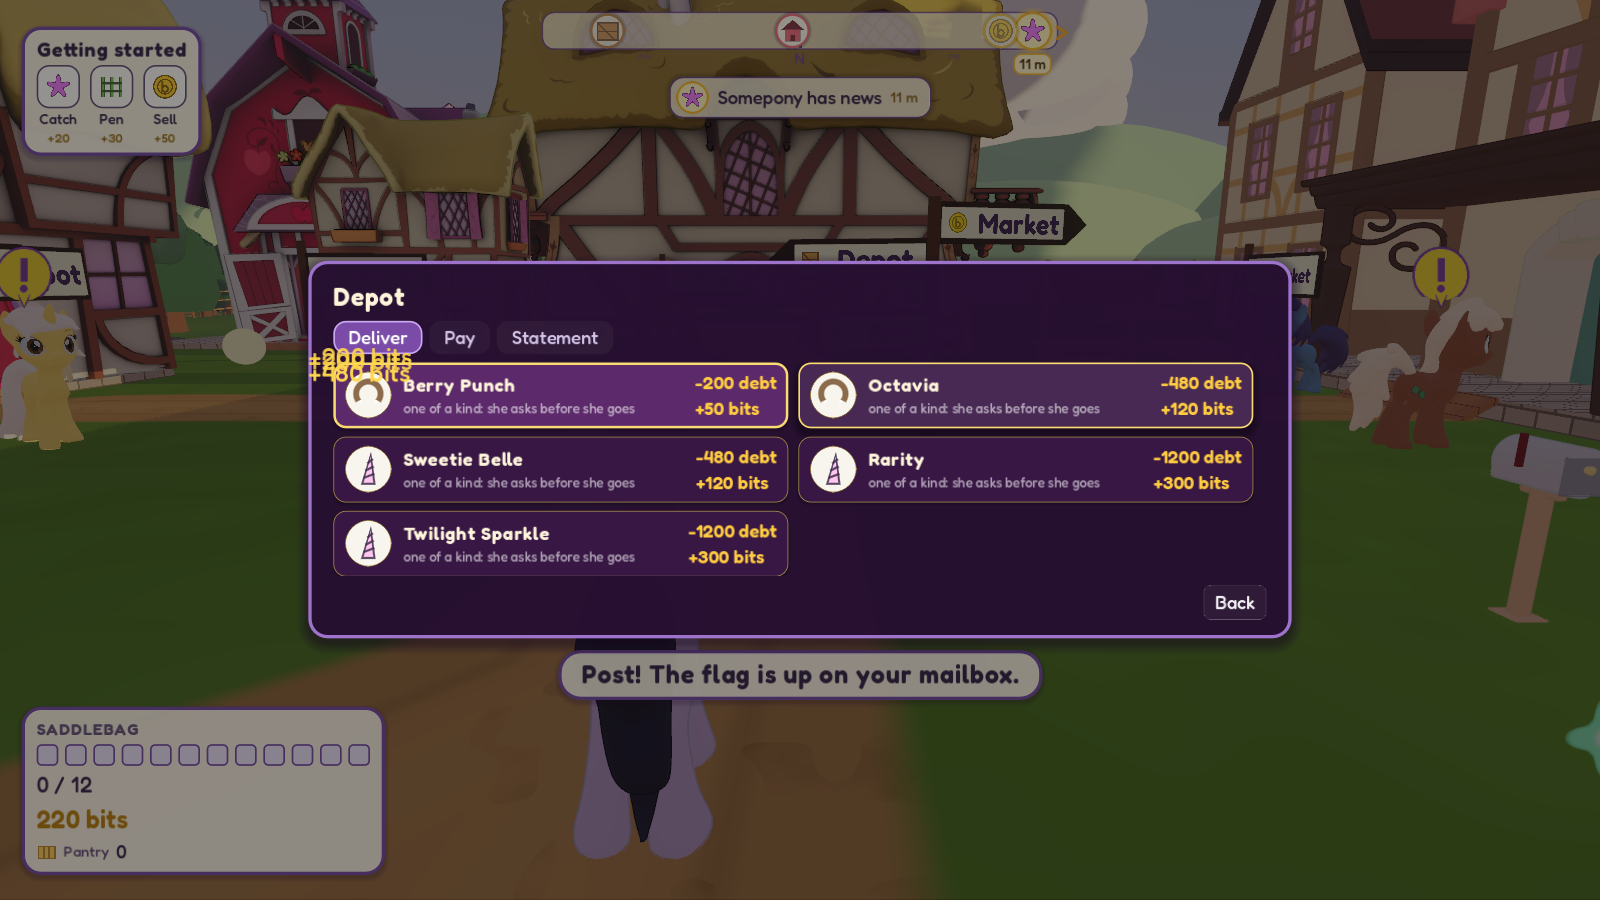 Getting started
Catch Pen Sell
+20 +30 +50
N
11 m
Somepony has news 11 m
Market
Depot
Depot
Deliver Pay Statement
+200 bits
+480 bits
Berry Punch
one of a kind: she asks before she goes
-200 debt
+50 bits
Octavia
one of a kind: she asks before she goes
-480 debt
+120 bits
Sweetie Belle
one of a kind: she asks before she goes
-480 debt
+120 bits
Rarity
one of a kind: she asks before she goes
-1200 debt
+300 bits
Twilight Sparkle
one of a kind: she asks before she goes
-1200 debt
+300 bits
Back
Post! The flag is up on your mailbox.
SADDLEBAG
0 / 12
220 bits
Pantry 0